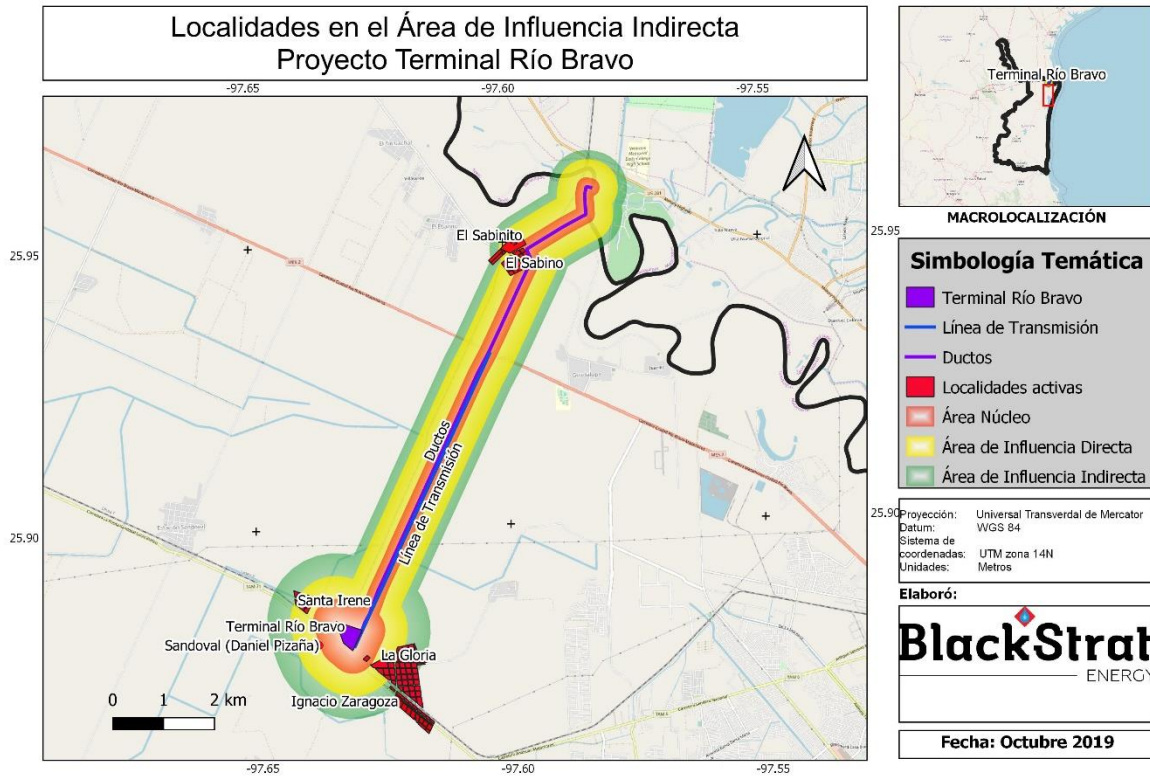 Localidades en el Área de Influencia Indirecta
Proyecto Terminal Río Bravo
-97.65
-97.60
-97.55
25.95
25.95
25.90
25.90
-97.65
-97.60
-97.55
El Sabinito
El Sabino
Ductos
Línea de Transmisión
Santa Irene
Terminal Río Bravo
Sandoval (Daniel Pizaña)
La Gloria
Ignacio Zaragoza
0 1 2 km
Terminal Río Bravo
MACROLOCALIZACIÓN
Simbología Temática
Terminal Río Bravo
Línea de Transmisión
Ductos
Localidades activas
Área Núcleo
Área de Influencia Directa
Área de Influencia Indirecta
Proyección: Universal Transverdal de Mercator
Datum: WGS 84
Sistema de
coordenadas: UTM zona 14N
Unidades: Metros
Elaboró:
BlackStrat
ENERGY
Fecha: Octubre 2019